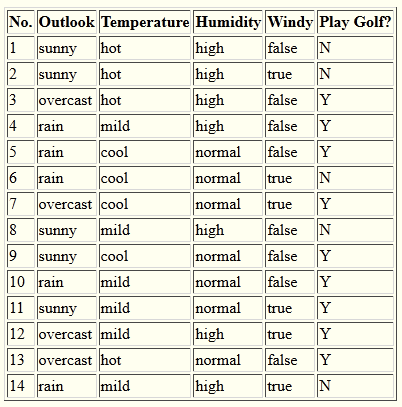 No. Outlook Temperature Humidity Windy Play Golf?
1 sunny hot high false N
2 sunny hot high true N
3 overcast hot high false Y
4 rain mild high false Y
5 rain cool normal false Y
6 rain cool normal true N
7 overcast cool normal true Y
8 sunny mild high false N
9 sunny cool normal false Y
10 rain mild normal false Y
11 sunny mild normal true Y
12 overcast mild high true Y
13 overcast hot normal false Y
14 rain mild high true N